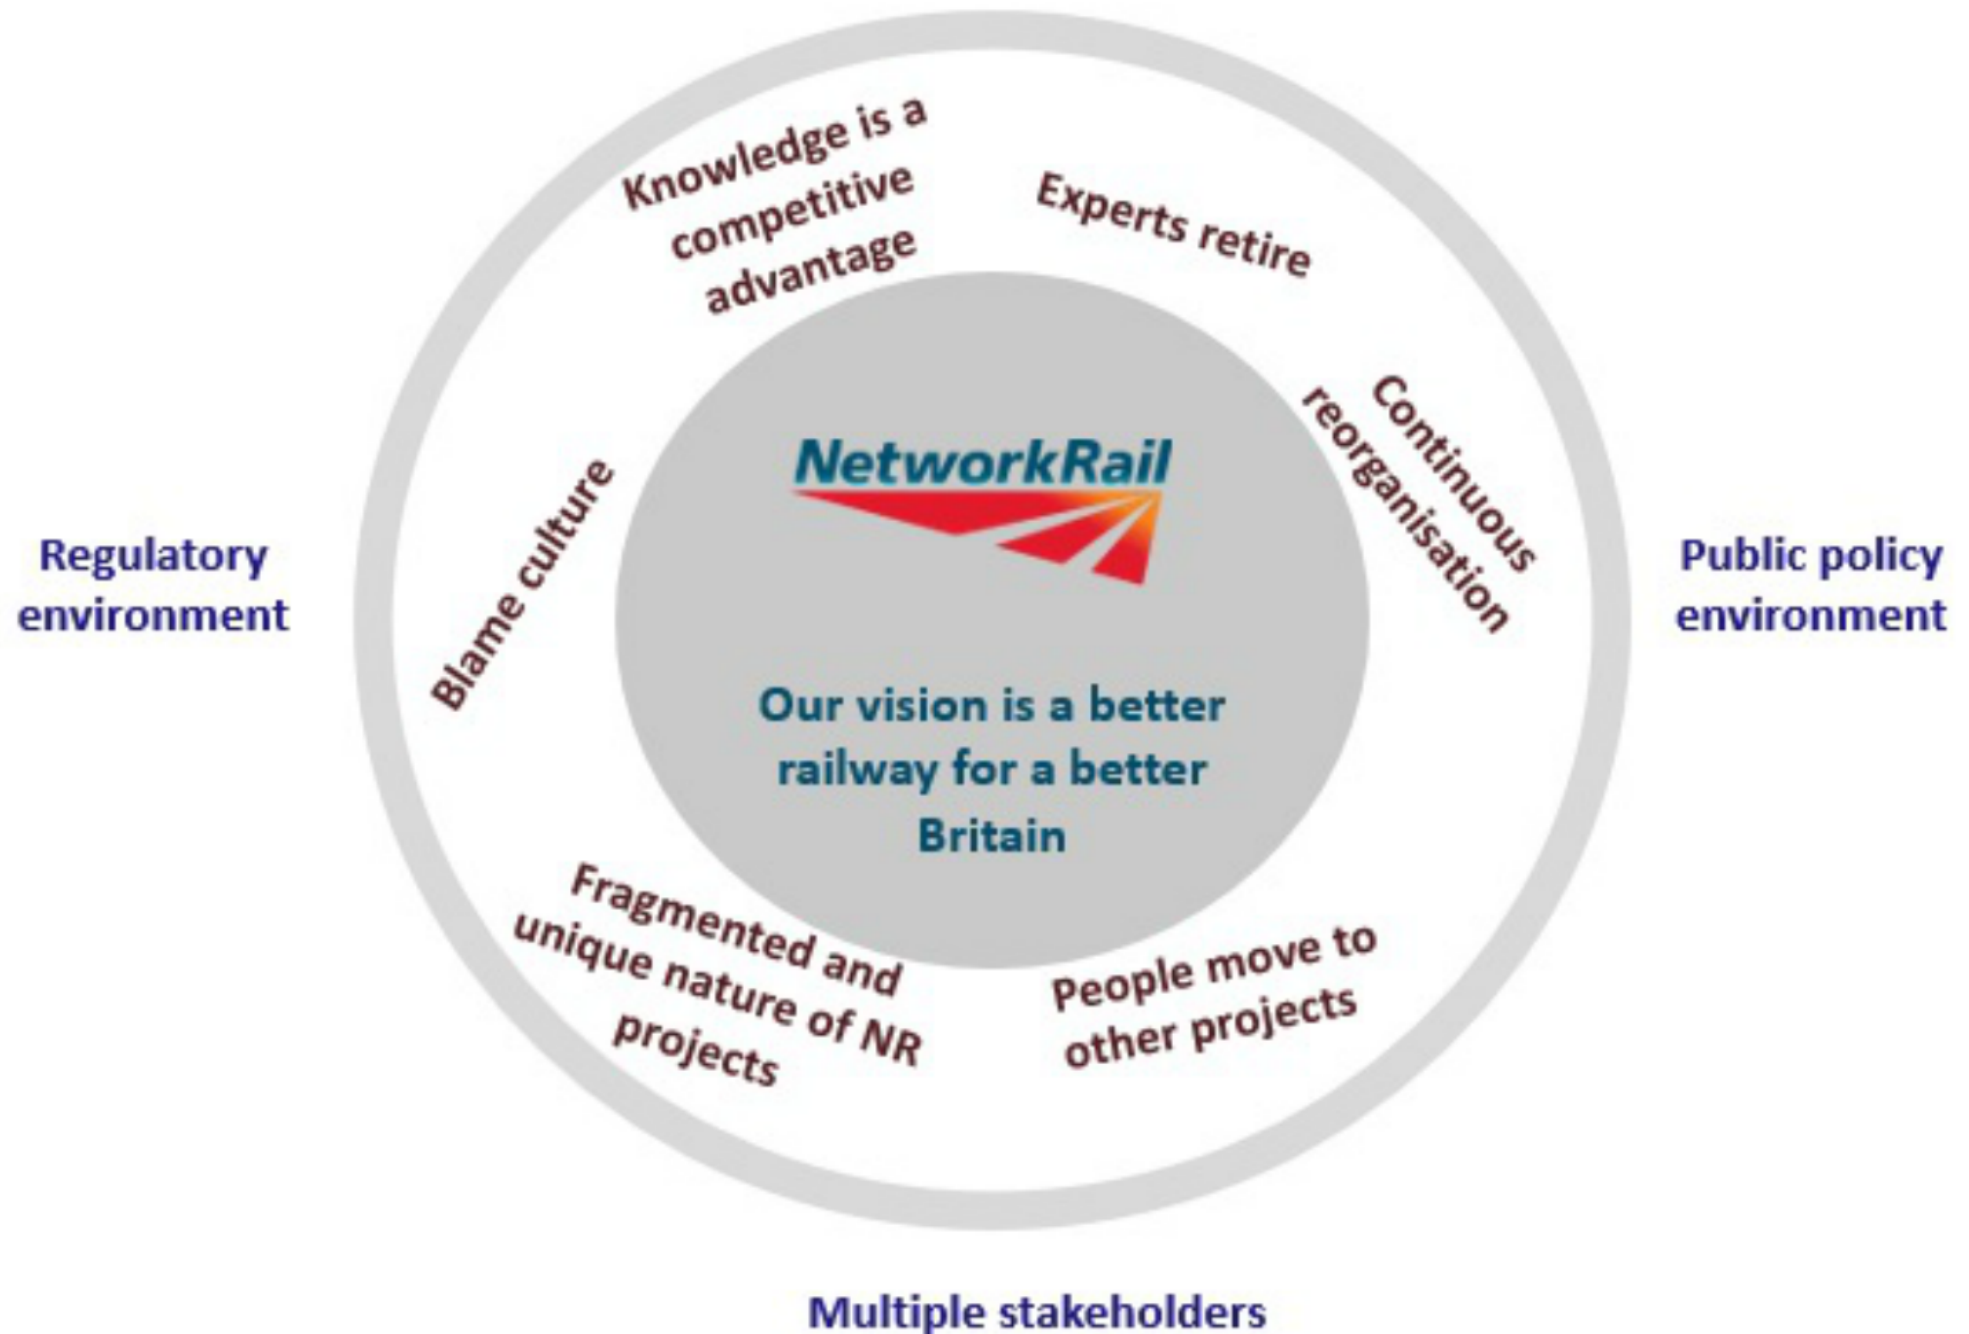 Knowledge is a
competitive
advantage
Experts retire
Continuous
reorganisation
Blame culture
NetworkRail
Our vision is a better
railway for a better
Britain
Regulatory
environment
Public policy
environment
Fragmented and
unique nature of NR
projects
People move to
other projects
Multiple stakeholders